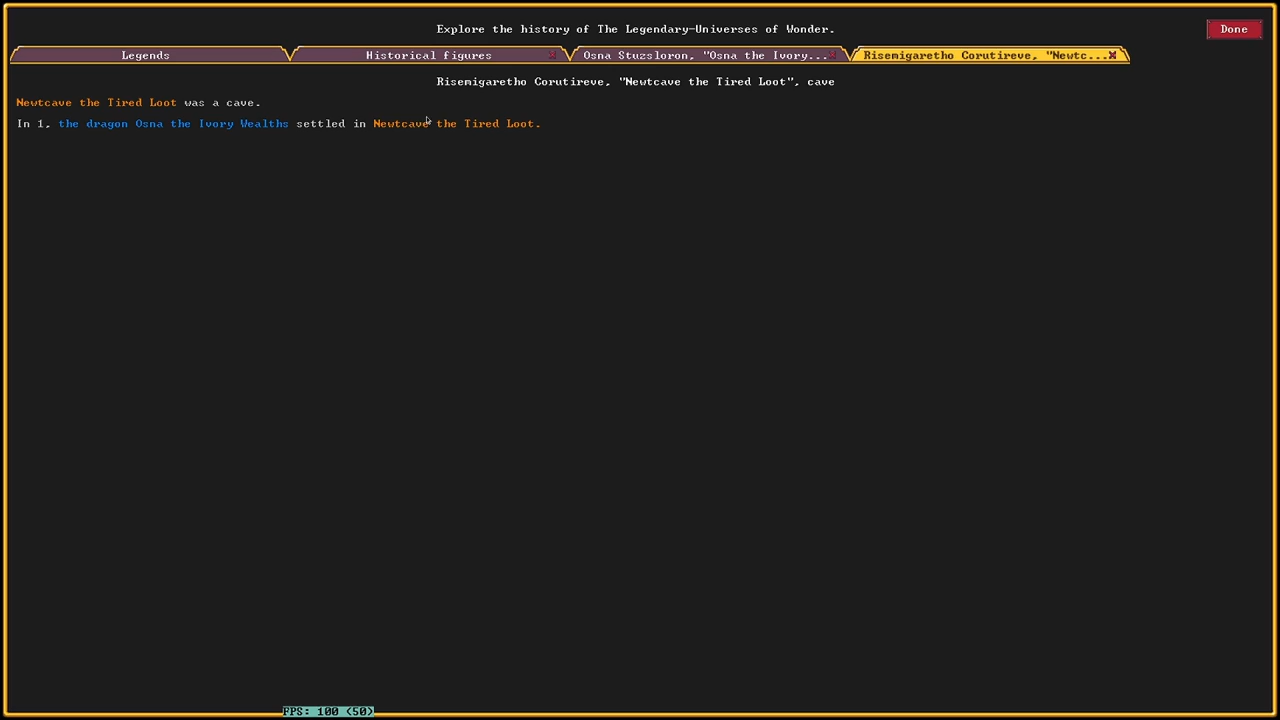 Explore the history of The Legendary-Universes of Wonder.
Done
Legends
Historical figures
Osna Stuzsloron, "Osna the Ivory...
Risemigaretho Corutireve, "Newtc...
Risemigaretho Corutireve, "Newtcave the Tired Loot", cave
Newtcave the Tired Loot was a cave.
In 1, the dragon Osna the Ivory Wealths settled in Newtcave the Tired Loot.
FPS: 100 (50)